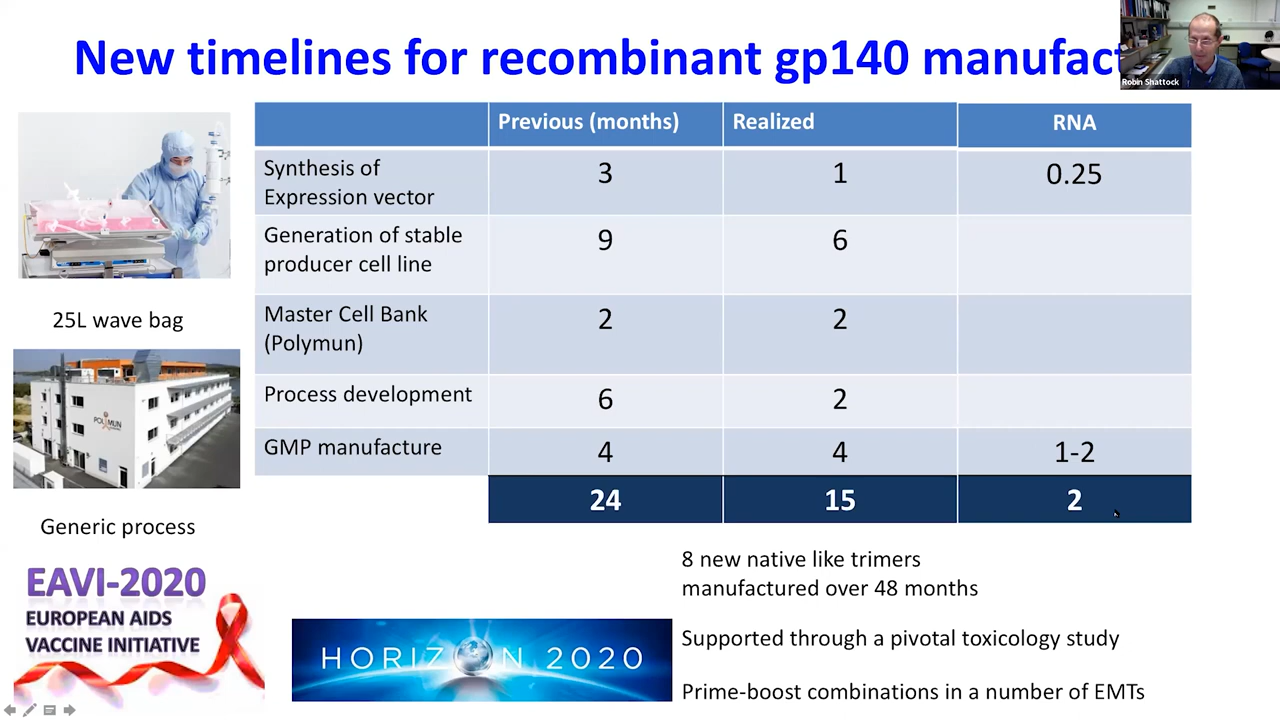 New timelines for recombinant gp140 manufact
Robin Shattock
Previous (months) Realized RNA
Synthesis of
Expression vector 3 1 0.25
Generation of stable
producer cell line 9 6
Master Cell Bank
(Polymun) 2 2
Process development 6 2
GMP manufacture 4 4 1-2
24 15 2
25L wave bag
POLYMUN
Generic process
EAVI-2020
EUROPEAN AIDS
VACCINE INITIATIVE
HORIZON 2020
8 new native like trimers
manufactured over 48 months
Supported through a pivotal toxicology study
Prime-boost combinations in a number of EMTs